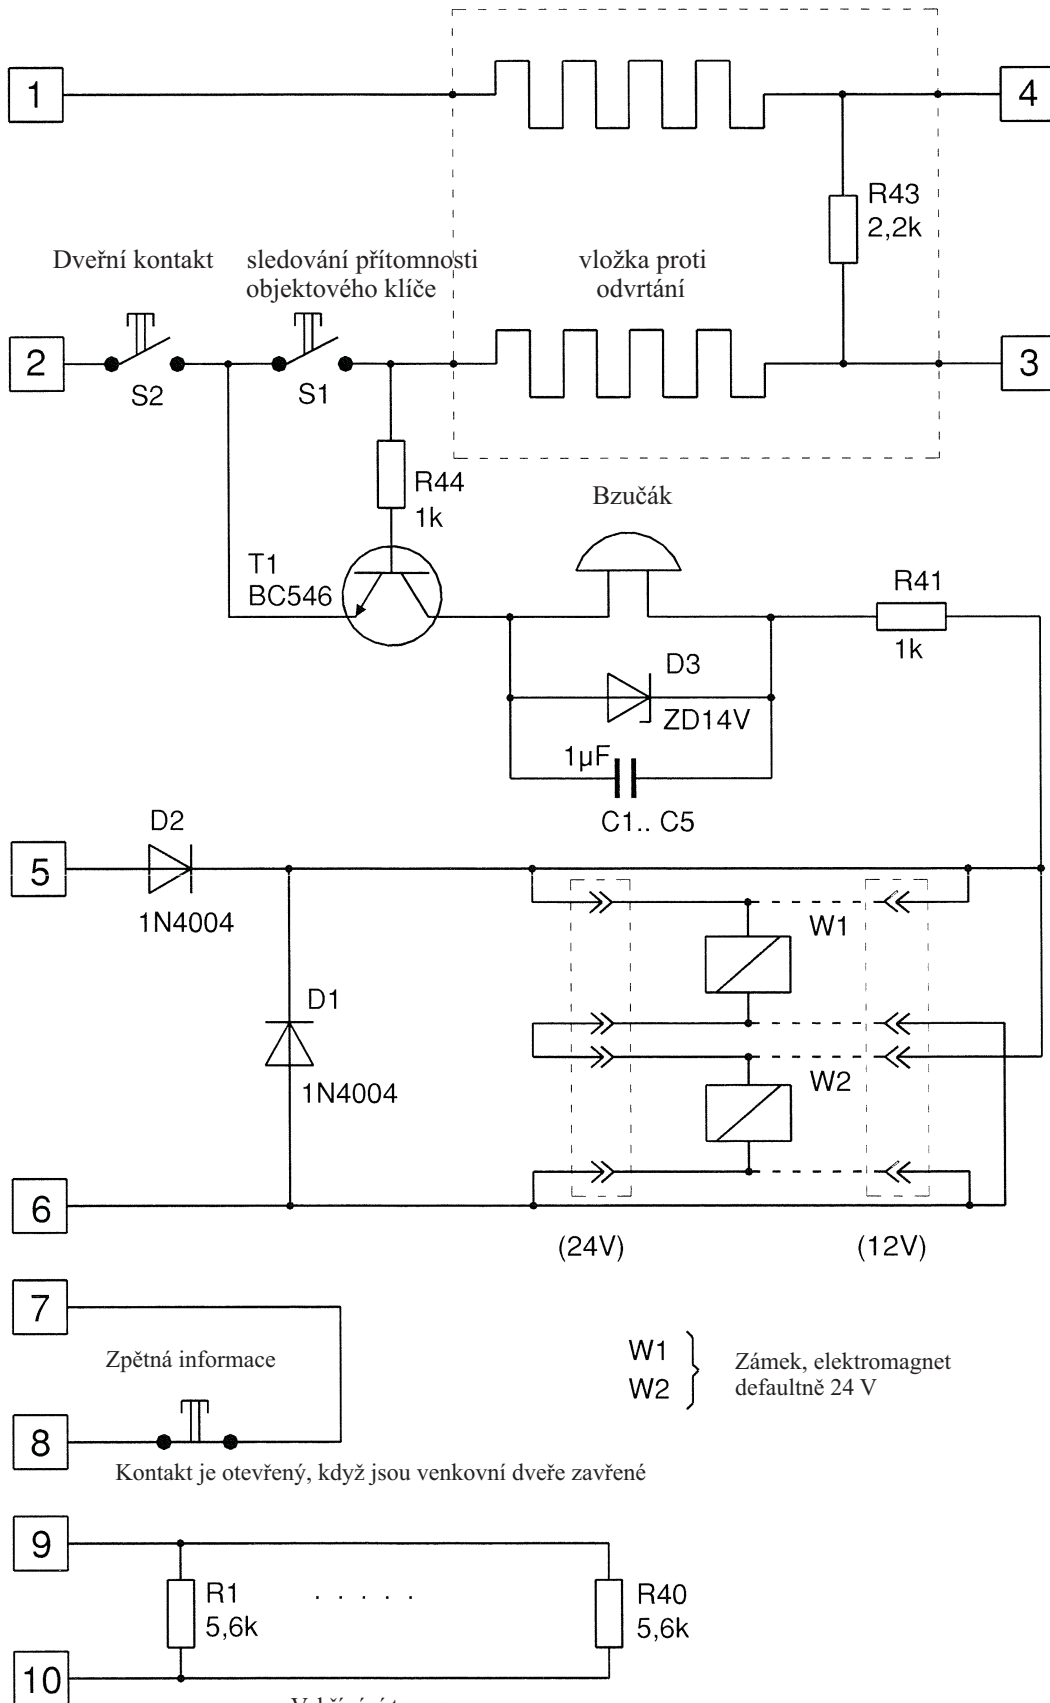 1
4
R43
2,2k
Dveřní kontakt
sledování přítomnosti
objektového klíče
vložka proti
odvrtání
2
3
S2
S1
R44
1k
Bzučák
T1
BC546
R41
1k
D3
ZD14V
1µF
C1.. C5
D2
5
1N4004
W1
D1
1N4004
W2
6
(24V)
(12V)
7
Zpětná informace
W1
W2
Zámek, elektromagnet
defaultně 24 V
8
Kontakt je otevřený, když jsou venkovní dveře zavřené
9
R1
5,6k
. . . . .
R40
5,6k
10